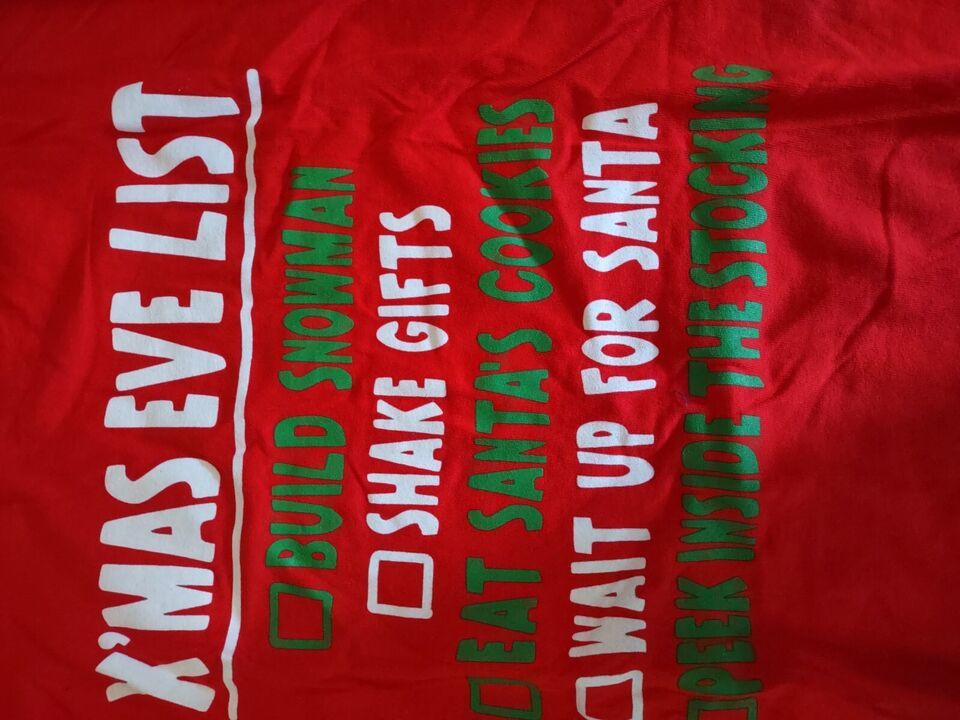 X'MAS EVE LIST
BUILD SNOWMAN
SHAKE GIFTS
EAT SANTA'S COOKIES
WAIT UP FOR SANTA
PEEK INSIDE THE STOCKING